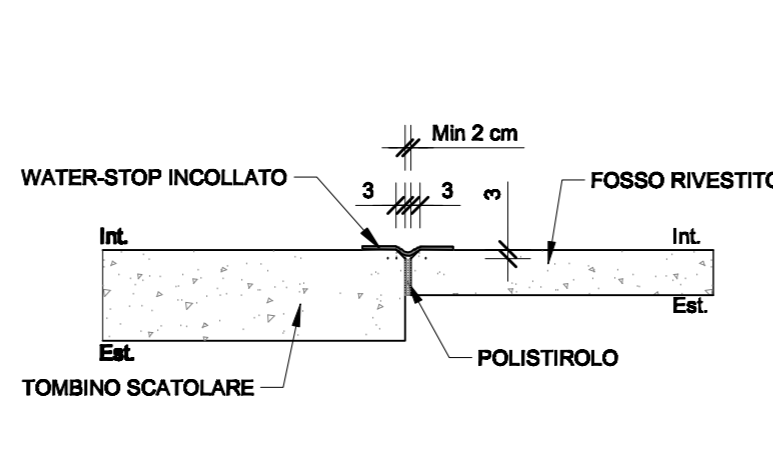 Min 2 cm
WATER-STOP INCOLLATO
3
3
3
FOSSO RIVESTITO
Int.
Int.
Est.
Est.
POLISTIROLO
TOMBINO SCATOLARE